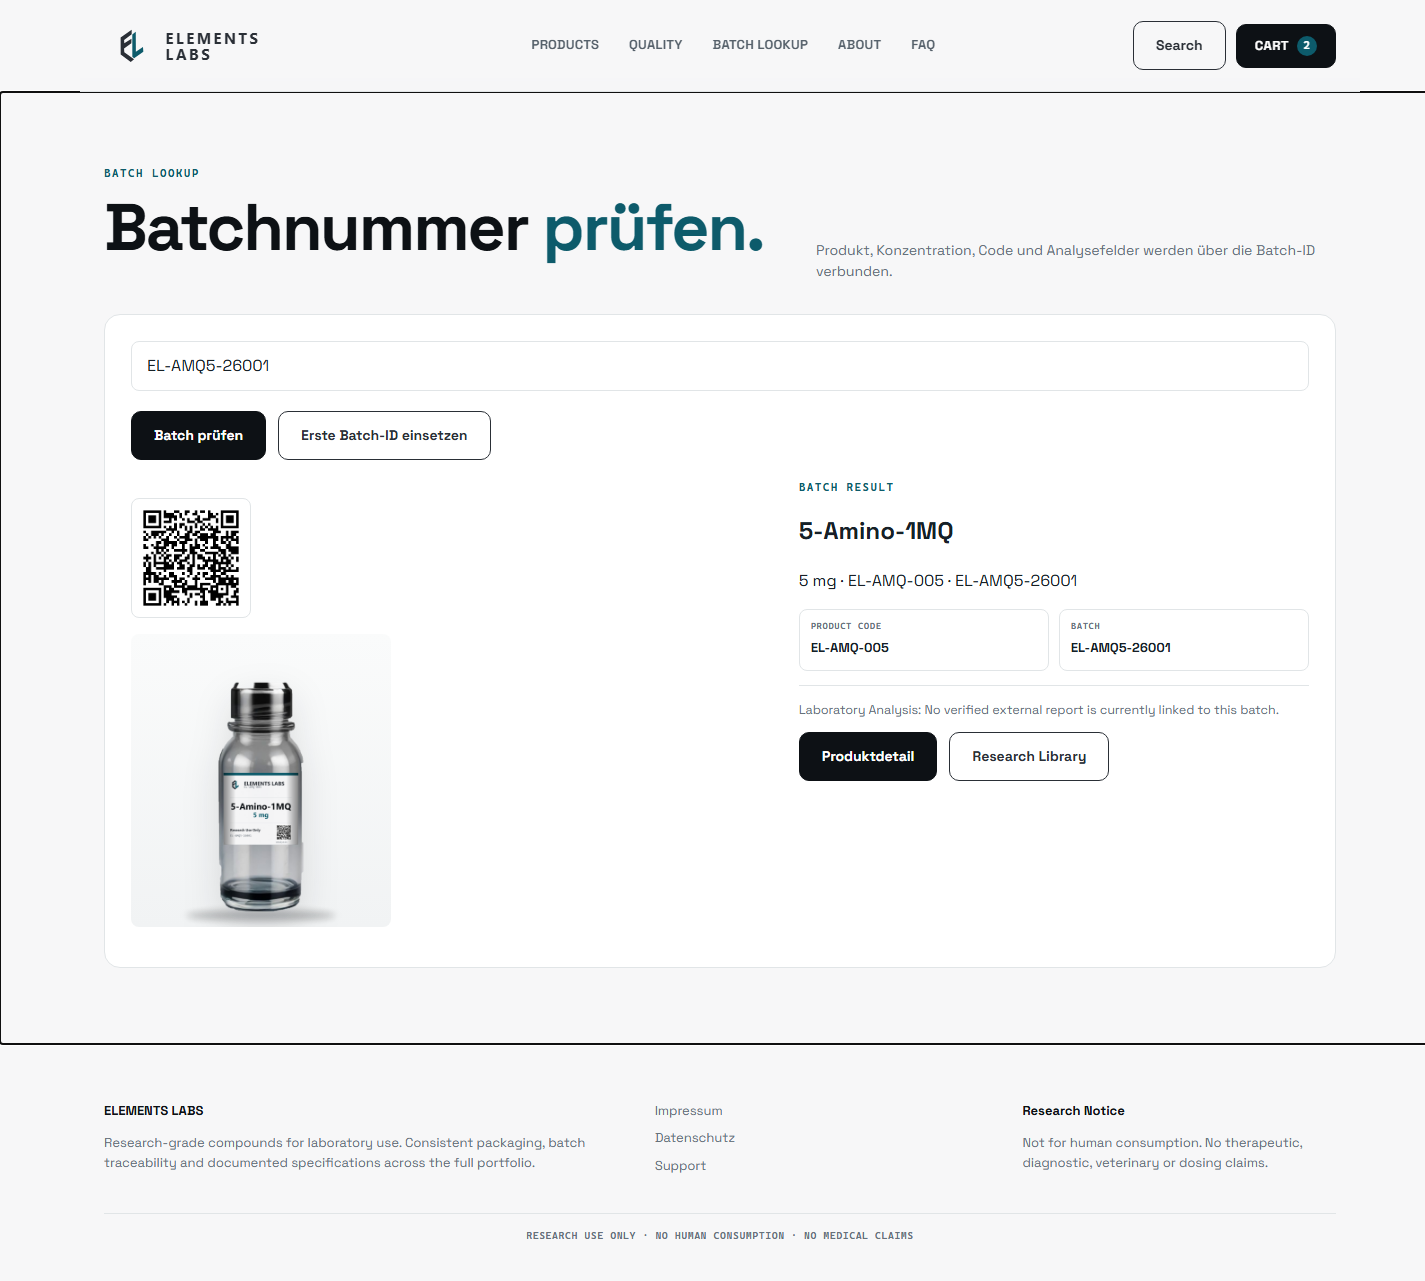 ELEMENTS
LABS
PRODUCTS
QUALITY
BATCH LOOKUP
ABOUT
FAQ
Search
CART 2
BATCH LOOKUP
Batchnummer prüfen.
Produkt, Konzentration, Code und Analysefelder werden über die Batch-ID
verbunden.
EL-AMQ5-26001
Batch prüfen
Erste Batch-ID einsetzen
ELEMENTS LABS
5-Amino-1MQ
5 mg
Research Use Only
BATCH RESULT
5-Amino-1MQ
5 mg · EL-AMQ-005 · EL-AMQ5-26001
PRODUCT CODE
EL-AMQ-005
BATCH
EL-AMQ5-26001
Laboratory Analysis: No verified external report is currently linked to this batch.
Produktdetail
Research Library
ELEMENTS LABS
Research-grade compounds for laboratory use. Consistent packaging, batch
traceability and documented specifications across the full portfolio.
Impressum
Datenschutz
Support
Research Notice
Not for human consumption. No therapeutic,
diagnostic, veterinary or dosing claims.
RESEARCH USE ONLY · NO HUMAN CONSUMPTION · NO MEDICAL CLAIMS